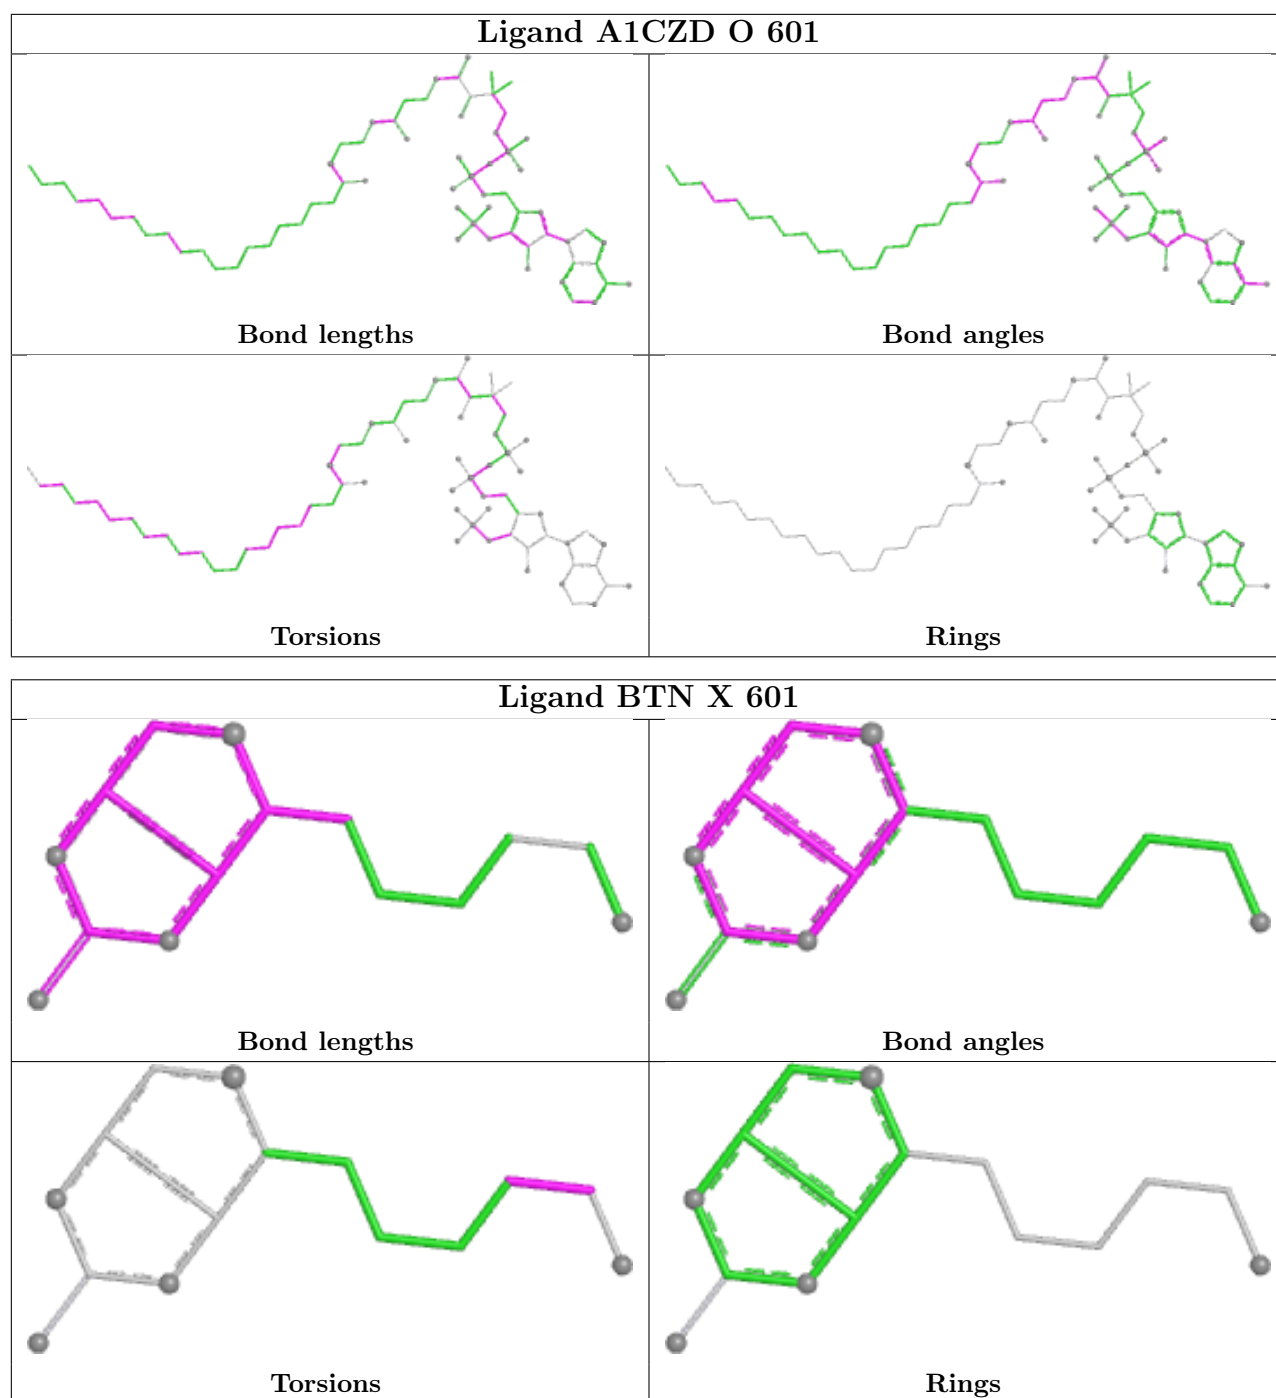 Ligand A1CZD O 601
Bond lengths
Bond angles
Torsions
Rings
Ligand BTN X 601
Bond lengths
Bond angles
Torsions
Rings